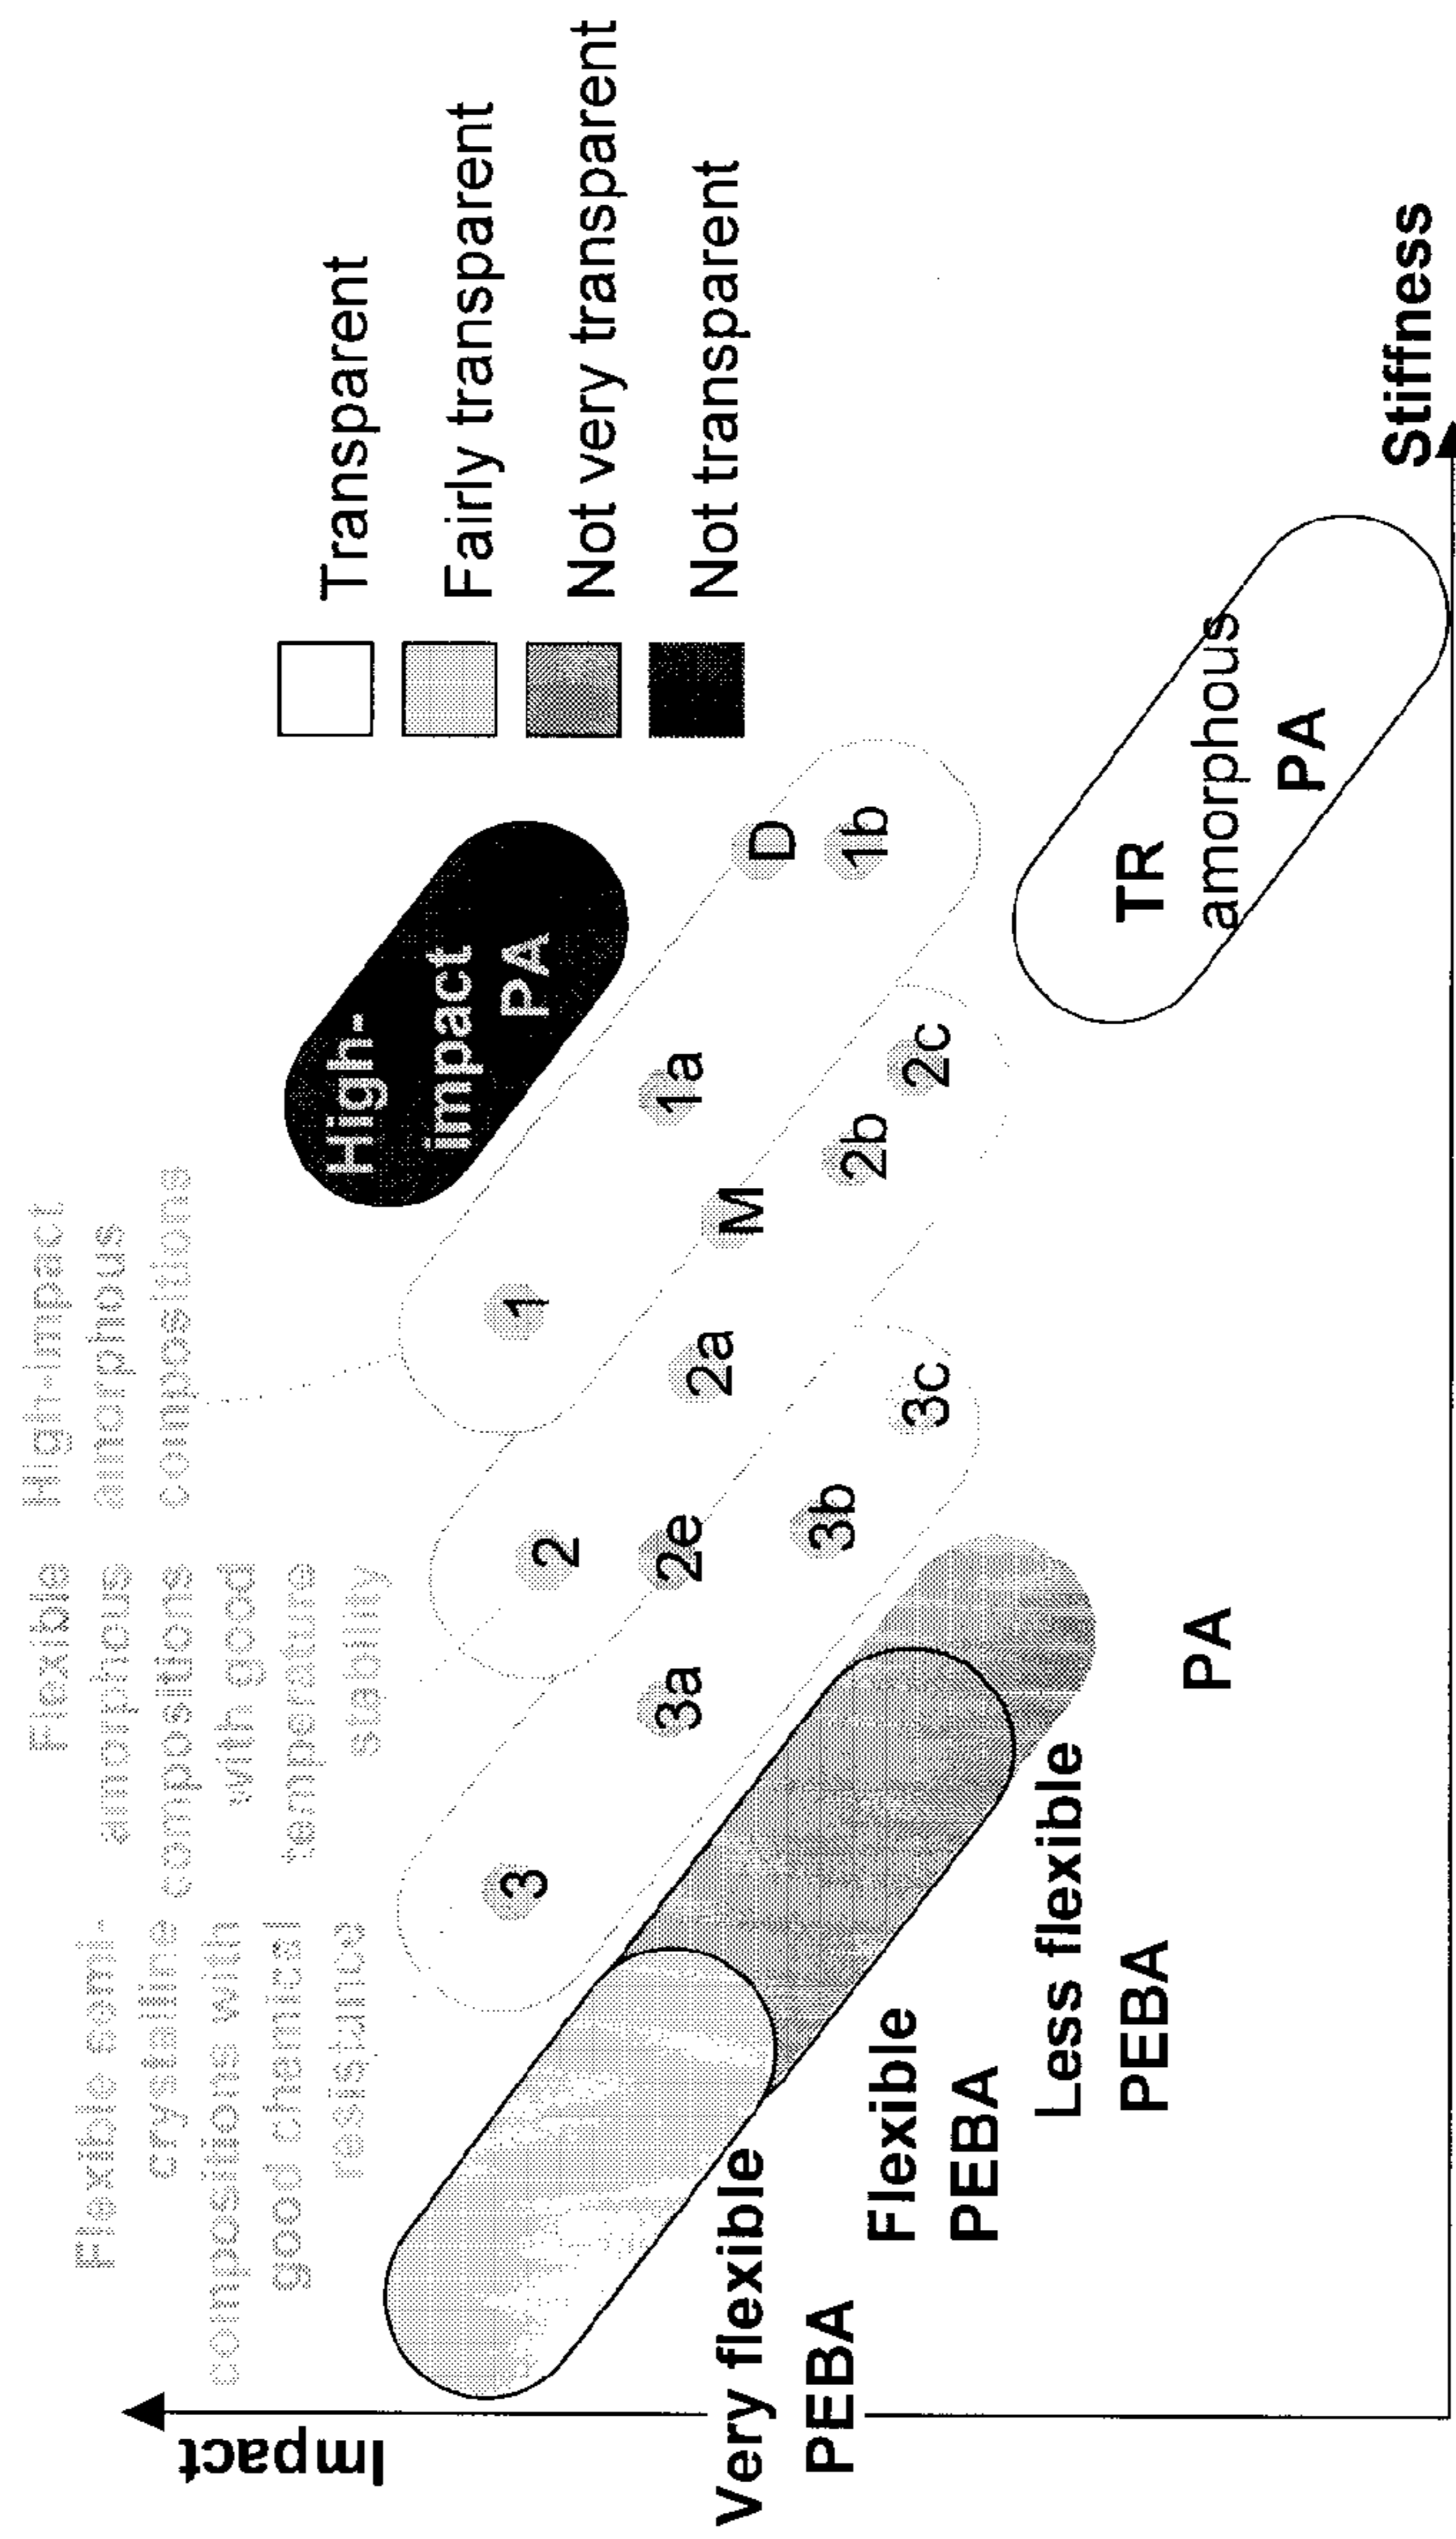 Impact
Flexible semi-
crystalline
compositions with
good chemical
resistance
Flexible
amorphous
compositions
with good
temperature
stability
High-Impact
amorphous
compositions
Transparent
Fairly transparent
Not very transparent
Not transparent
High-
impact
PA
1
1a
D
1b
M
2
2a
2b
2c
2e
3
3a
3b
3c
Very flexible
PEBA
Flexible
PEBA
Less flexible
PEBA
PA
TR
amorphous
PA
Stiffness